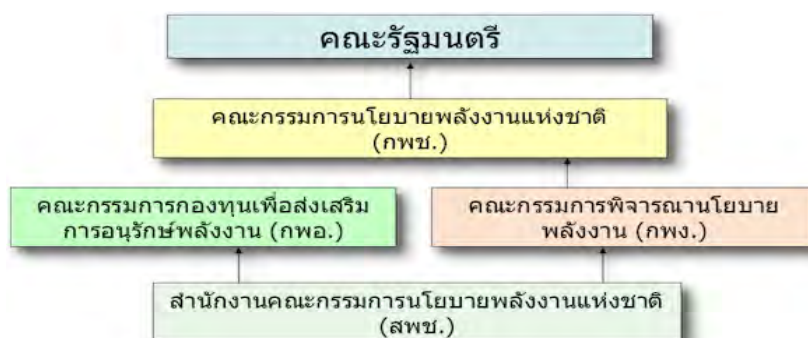 คณะรัฐมนตรี
คณะกรรมการนโยบายพลังงานแห่งชาติ
(กพช.)
คณะกรรมการกองทุนเพื่อส่งเสริม
การอนุรักษ์พลังงาน (กพอ.)
คณะกรรมการพิจารณานโยบาย
พลังงาน (กพง.)
สำนักงานคณะกรรมการนโยบายพลังงานแห่งชาติ
(สพช.)